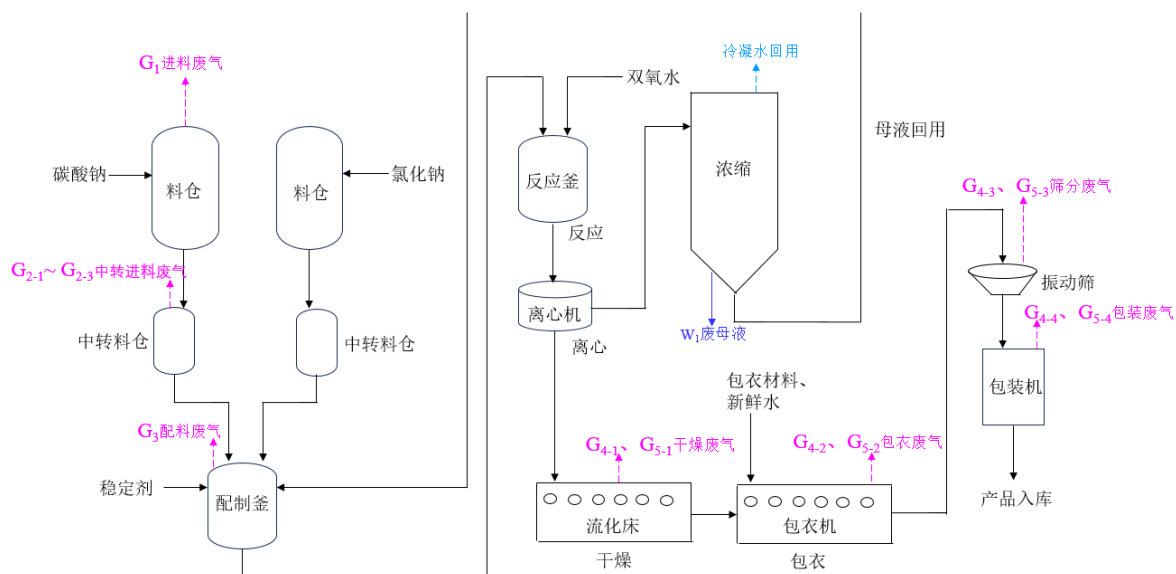 G1进料废气
碳酸钠
料仓
料仓
氯化钠
G2-1~ G2-3中转进料废气
中转料仓
中转料仓
G3配料废气
稳定剂
配制釜
双氧水
反应釜
反应
离心机
离心
冷凝水回用
浓缩
W1废母液
母液回用
G4-1、G5-1干燥废气
流化床
干燥
包衣材料、
新鲜水
G4-2、G5-2包衣废气
包衣机
包衣
G4-3、G5-3筛分废气
振动筛
G4-4、G5-4包装废气
包装机
产品入库